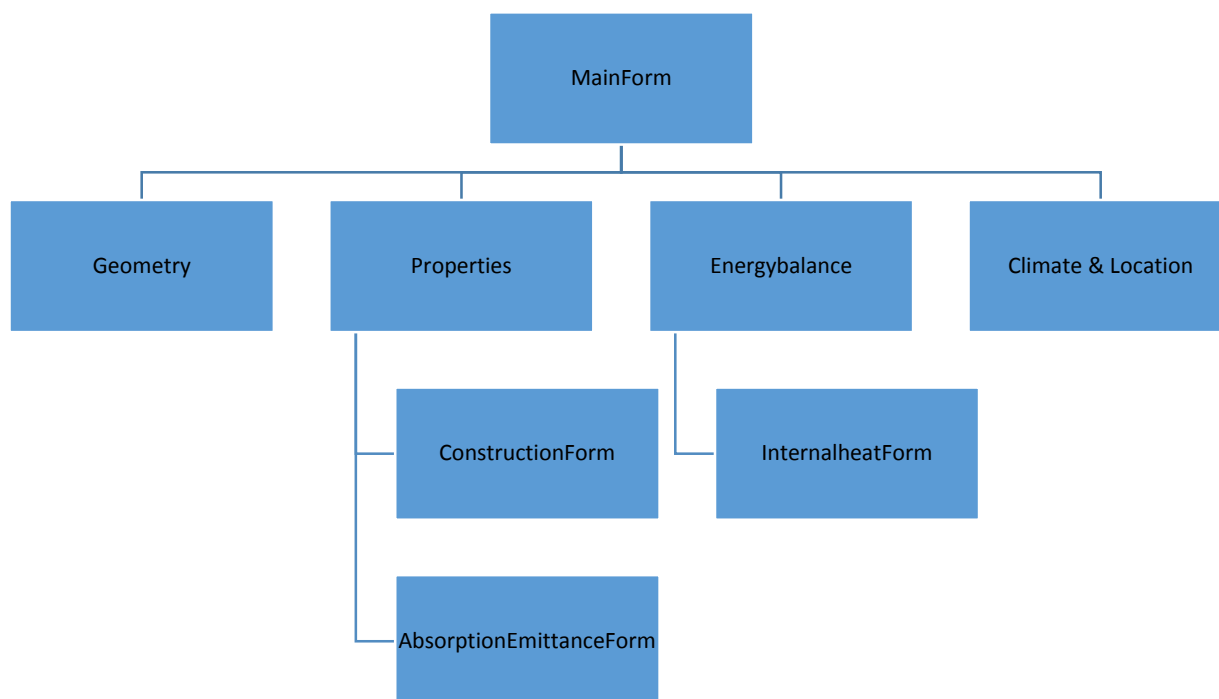 MainForm
Geometry
Properties
Energybalance
Climate & Location
ConstructionForm
InternalheatForm
AbsorptionEmittanceForm